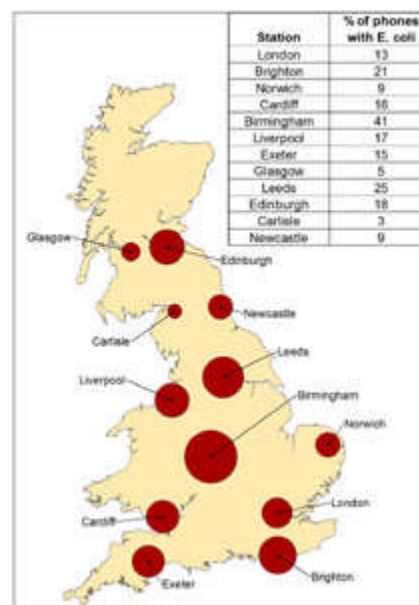 Station % of phones with E. coli
London 13
Brighton 21
Norwich 9
Cardiff 16
Birmingham 41
Liverpool 17
Exeter 15
Glasgow 5
Leeds 25
Edinburgh 18
Carlisle 3
Newcastle 9
Glasgow
Edinburgh
Newcastle
Carlisle
Leeds
Liverpool
Birmingham
Norwich
London
Cardiff
Exeter
Brighton